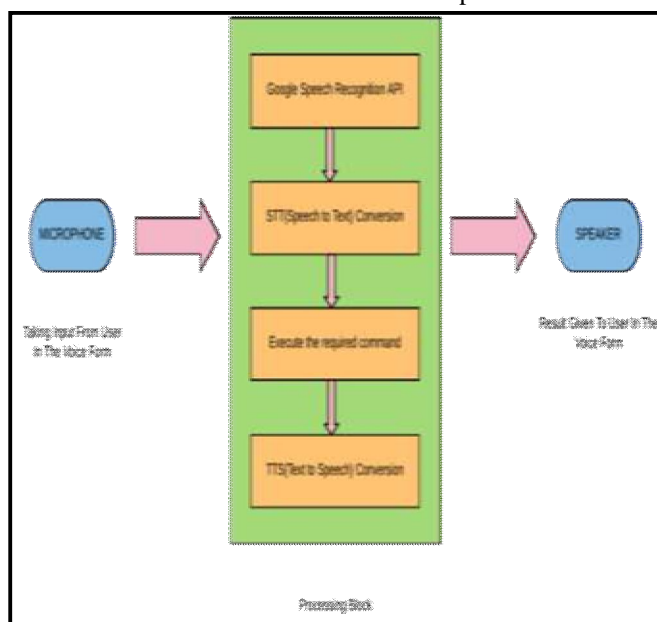 Google Speech Recognition API
MICROPHONE
STT(Speech to Text) Conversion
SPEAKER
Taking Input From User
In The Voice Form
Execute the required command
Result Given To User In The
Voice Form
TTS(Text to Speech) Conversion
Processing Block